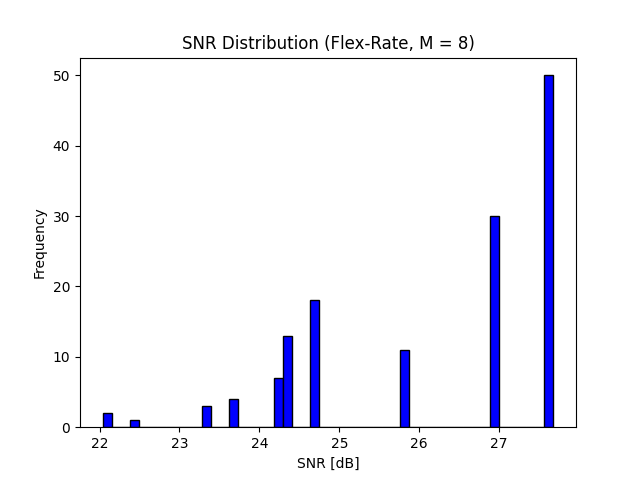 SNR Distribution (Flex-Rate, M = 8)
50
40
30
20
10
0
Frequency
22 23 24 25 26 27
SNR [dB]